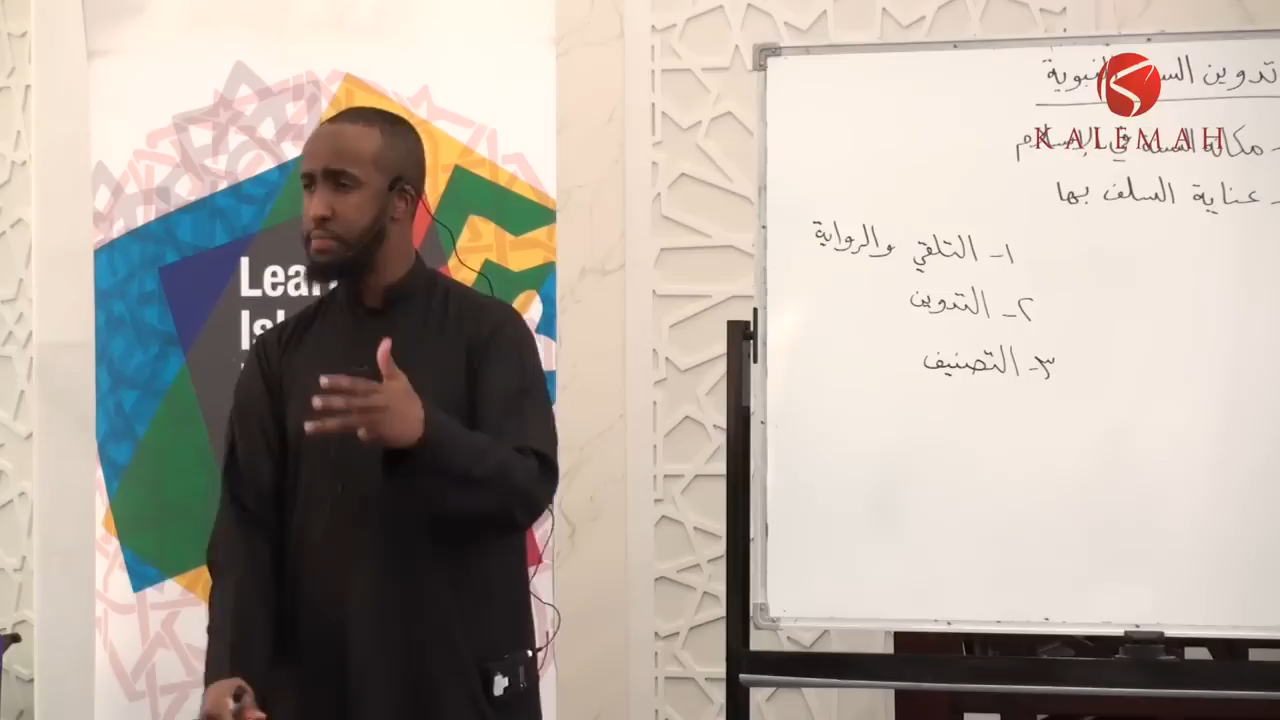 تدوين السنة النبوية
- مكانة السنة في الإسلام
- عناية السلف بها
١- التلقي والرواية
٢- التدوين
٣- التصنيف
KALEMAH
Lear
Isl